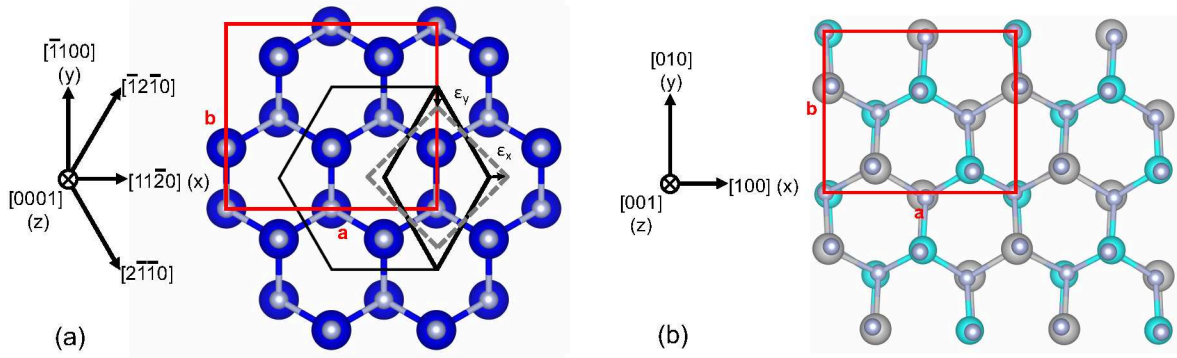 [1̅100]
(y)
[1̅21̅0]
[112̅0] (x)
[0001]
(z)
[21̅1̅0]
b
a
εy
εx
(a)
[010]
(y)
[100] (x)
[001]
(z)
b
a
(b)